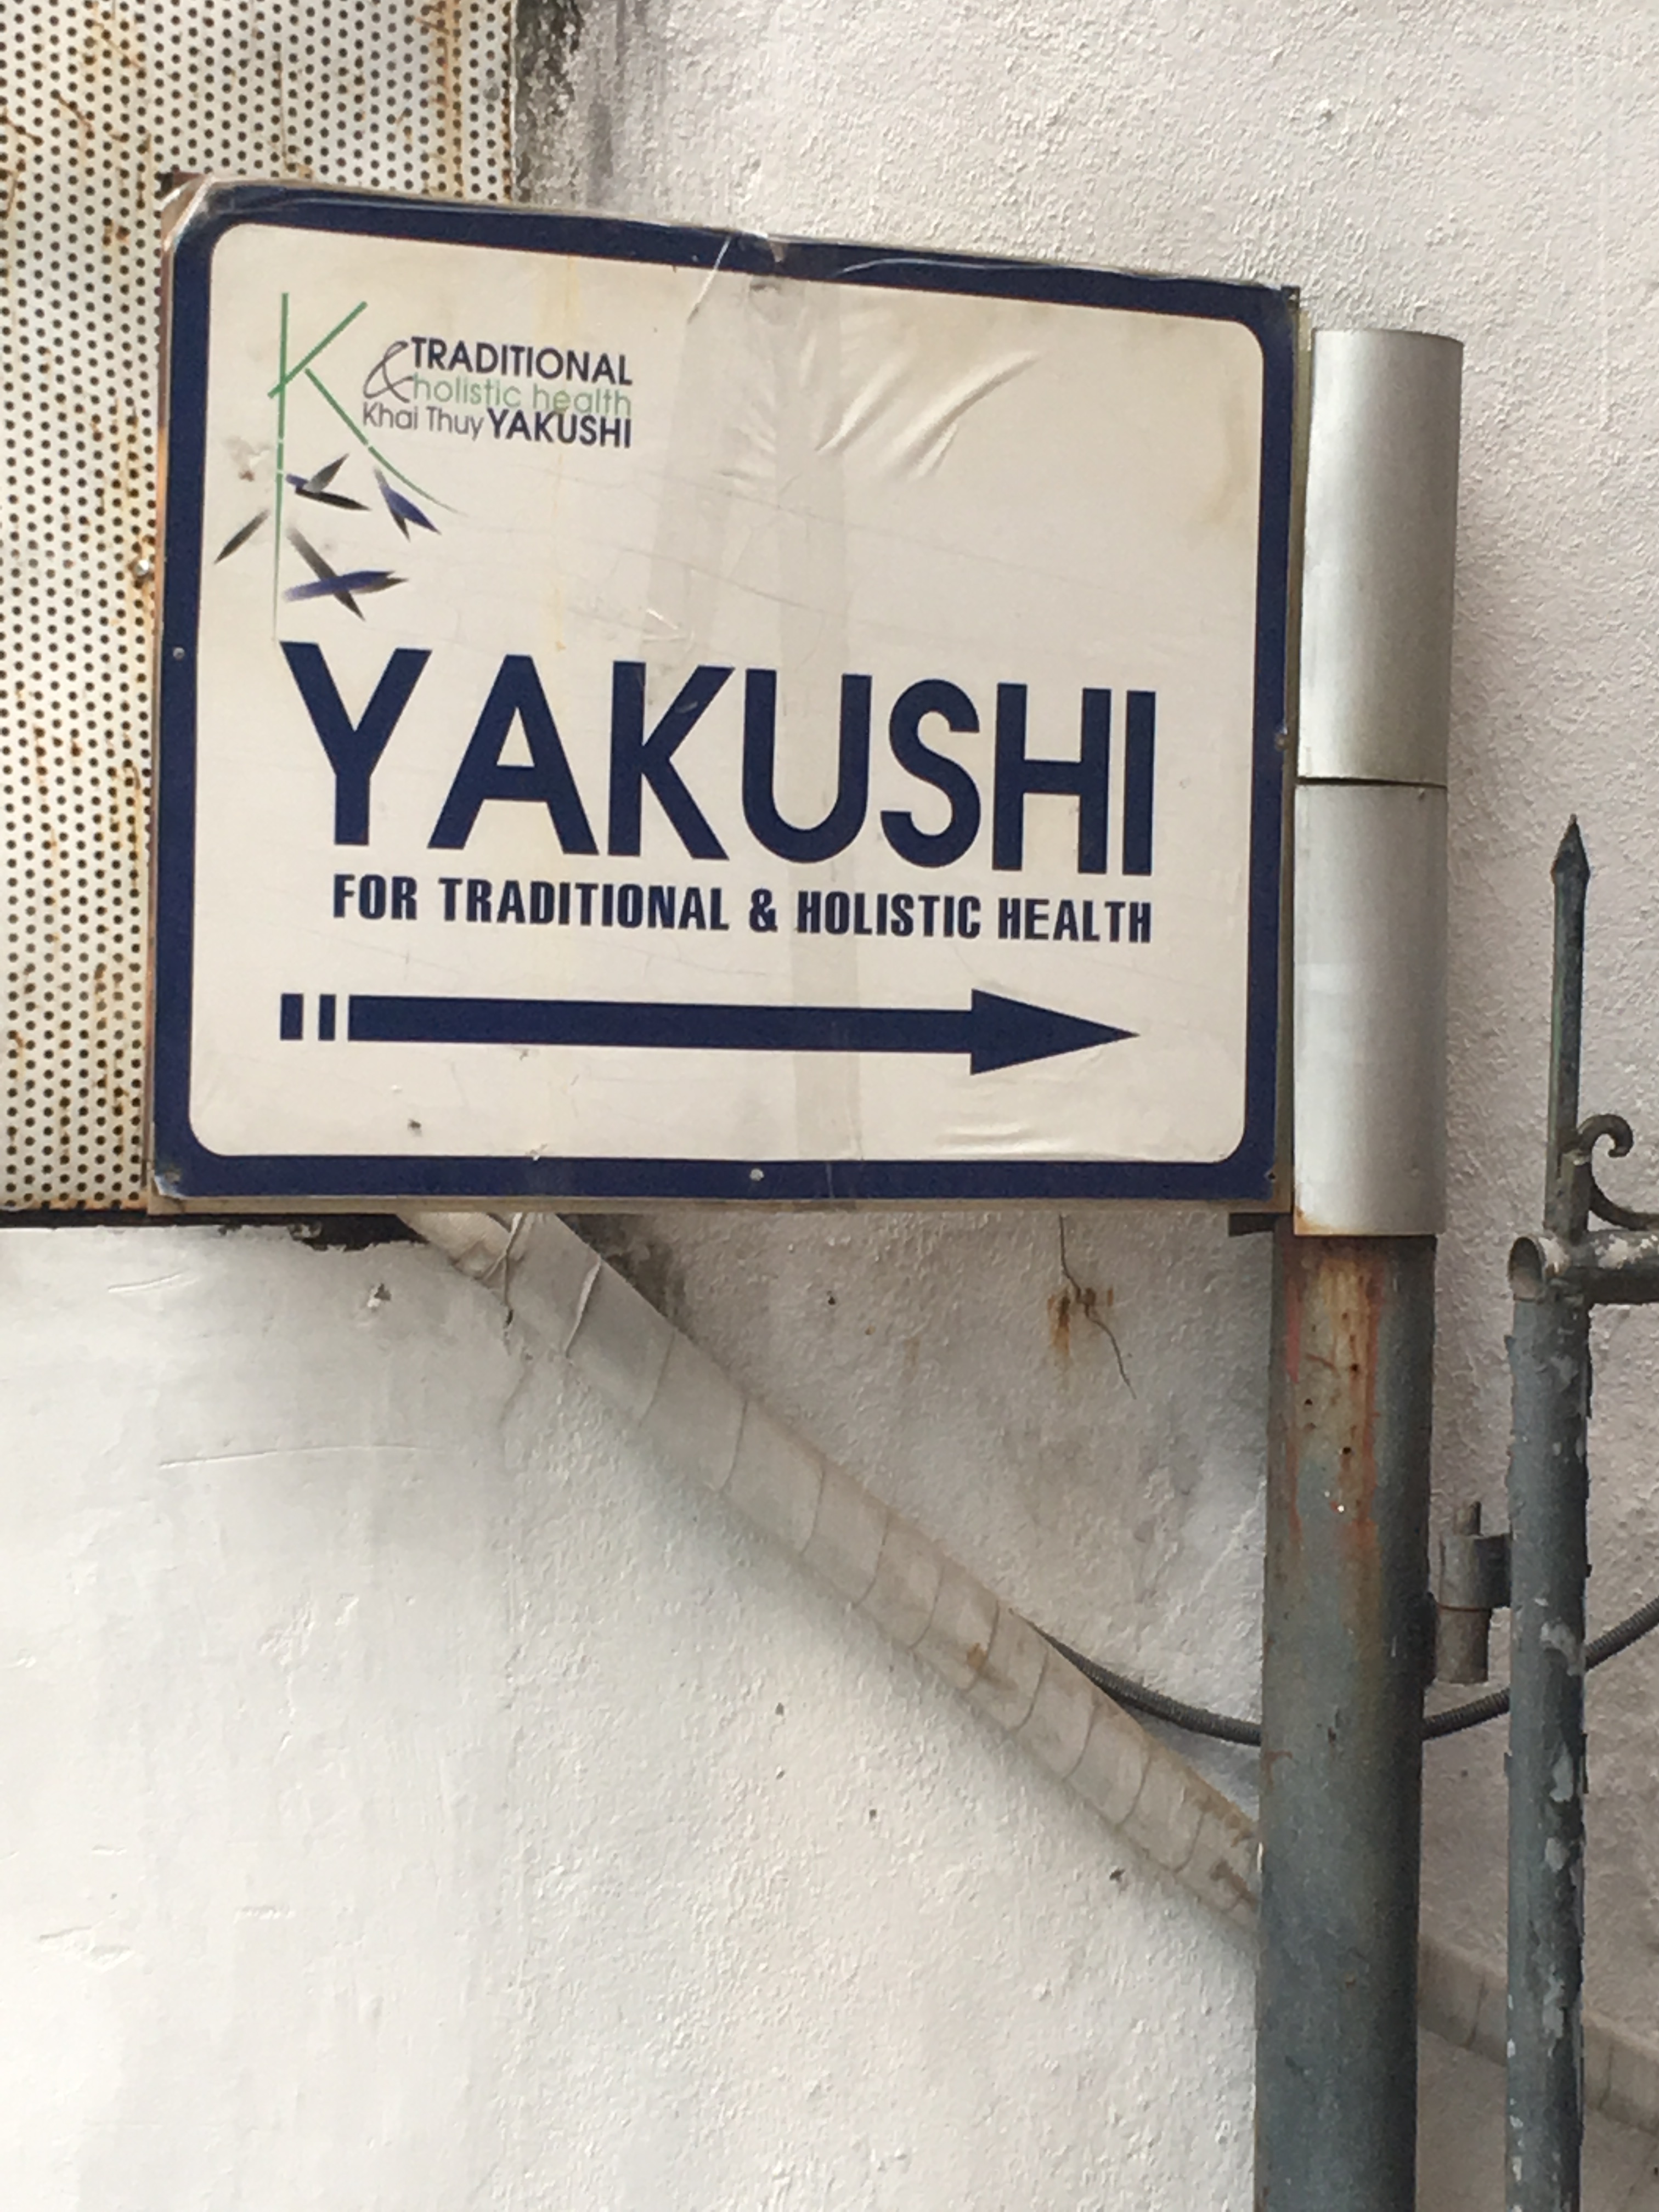 K
TRADITIONAL
& holistic health
Khai Thuy YAKUSHI
YAKUSHI
FOR TRADITIONAL & HOLISTIC HEALTH